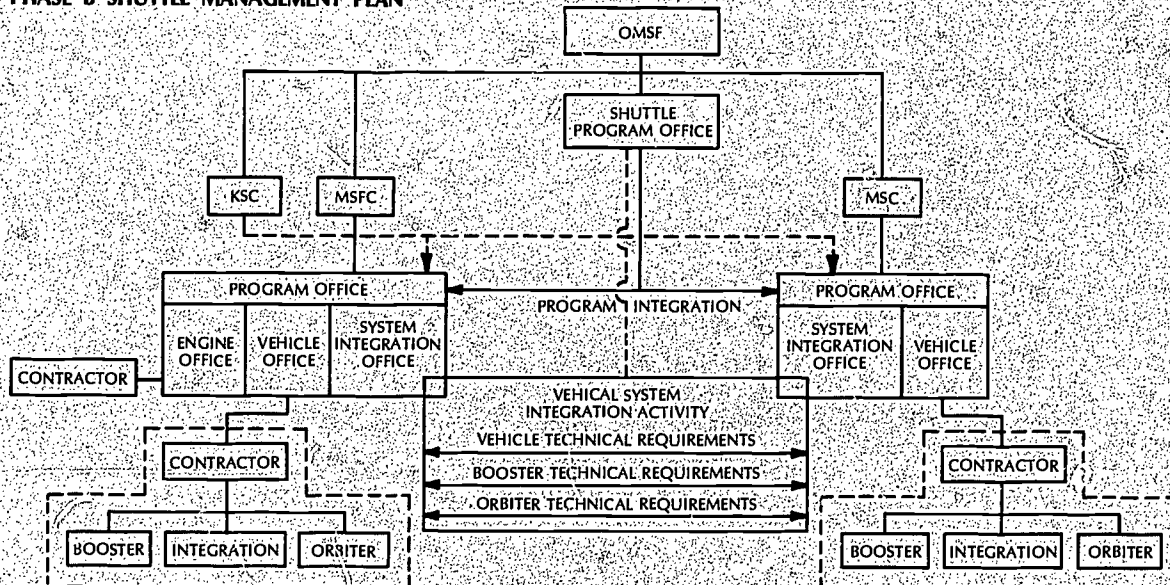 PHASE B SHUTTLE MANAGEMENT PLAN
OMSF
SHUTTLE
PROGRAM OFFICE
KSC
MSFC
MSC
PROGRAM OFFICE
PROGRAM INTEGRATION
PROGRAM OFFICE
ENGINE
OFFICE
VEHICLE
OFFICE
SYSTEM
INTEGRATION
OFFICE
SYSTEM
INTEGRATION
OFFICE
VEHICLE
OFFICE
CONTRACTOR
VEHICAL SYSTEM
INTEGRATION ACTIVITY
VEHICLE TECHNICAL REQUIREMENTS
BOOSTER TECHNICAL REQUIREMENTS
ORBITER TECHNICAL REQUIREMENTS
CONTRACTOR
BOOSTER
INTEGRATION
ORBITER
CONTRACTOR
BOOSTER
INTEGRATION
ORBITER